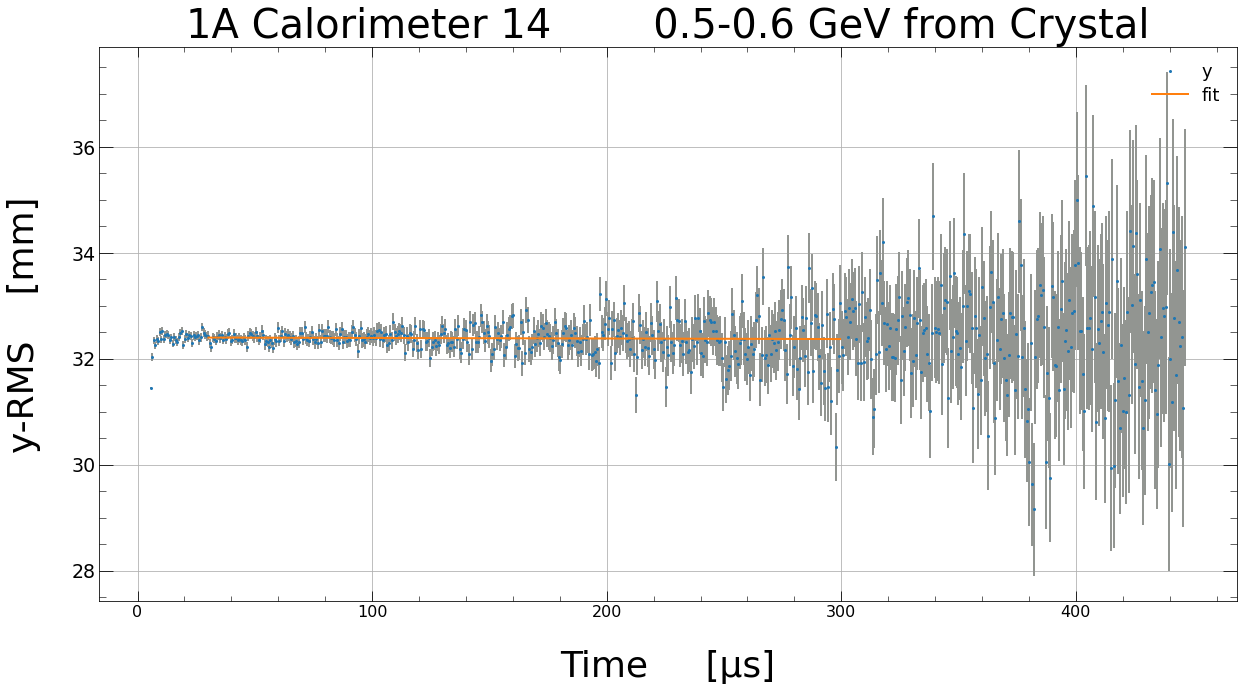 1A Calorimeter 14 0.5-0.6 GeV from Crystal
y
fit
36
34
32
30
28
y-RMS [mm]
0 100 200 300 400
Time [μs]